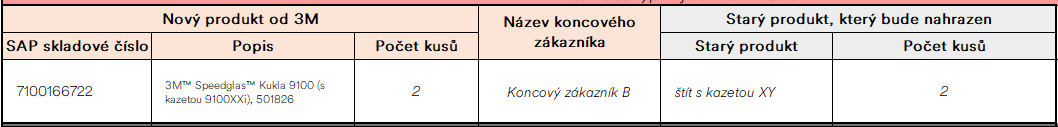 Nový produkt od 3M
Název koncového zákazníka
Starý produkt, který bude nahrazen
SAP skladové číslo
Popis
Počet kusů
Starý produkt
Počet kusů
7100166722
3M™ Speedglas™ Kukla 9100 (s
kazetou 9100XXi), 501826
2
Koncový zákazník B
štít s kazetou XY
2